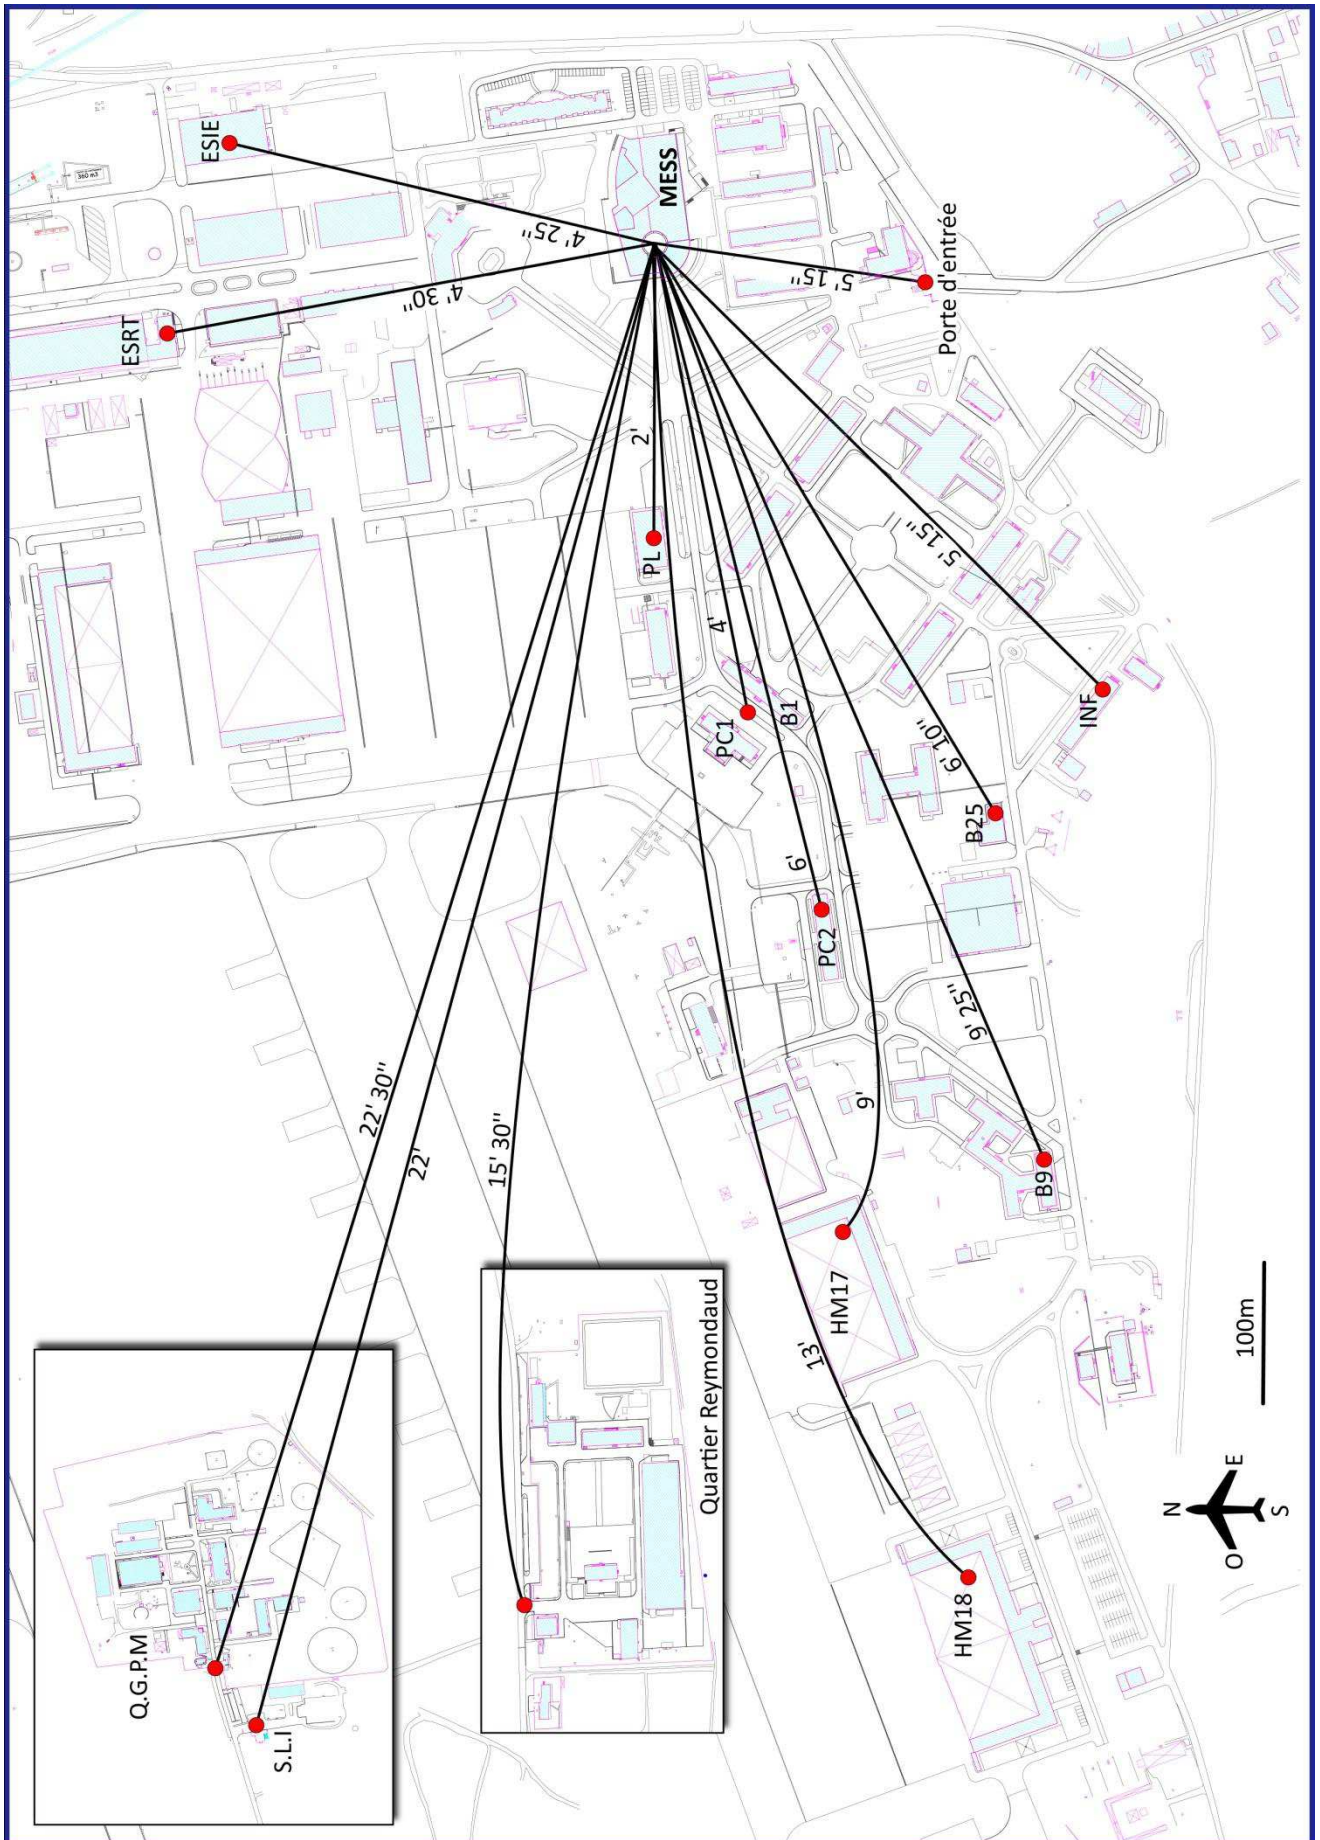 ESIE
360 m3
MESS
4' 25"
5' 15"
ESRT
4' 30"
Porte d'entrée
2'
PL
4'
5' 15"
PC1
B1
INF
6' 10"
B25
6'
PC2
9' 25"
22' 30"
22'
15' 30"
9'
B9
HM17
13'
Quartier Reymondaud
100m
N
O
E
S
HM18
Q.G.P.M
S.L.I